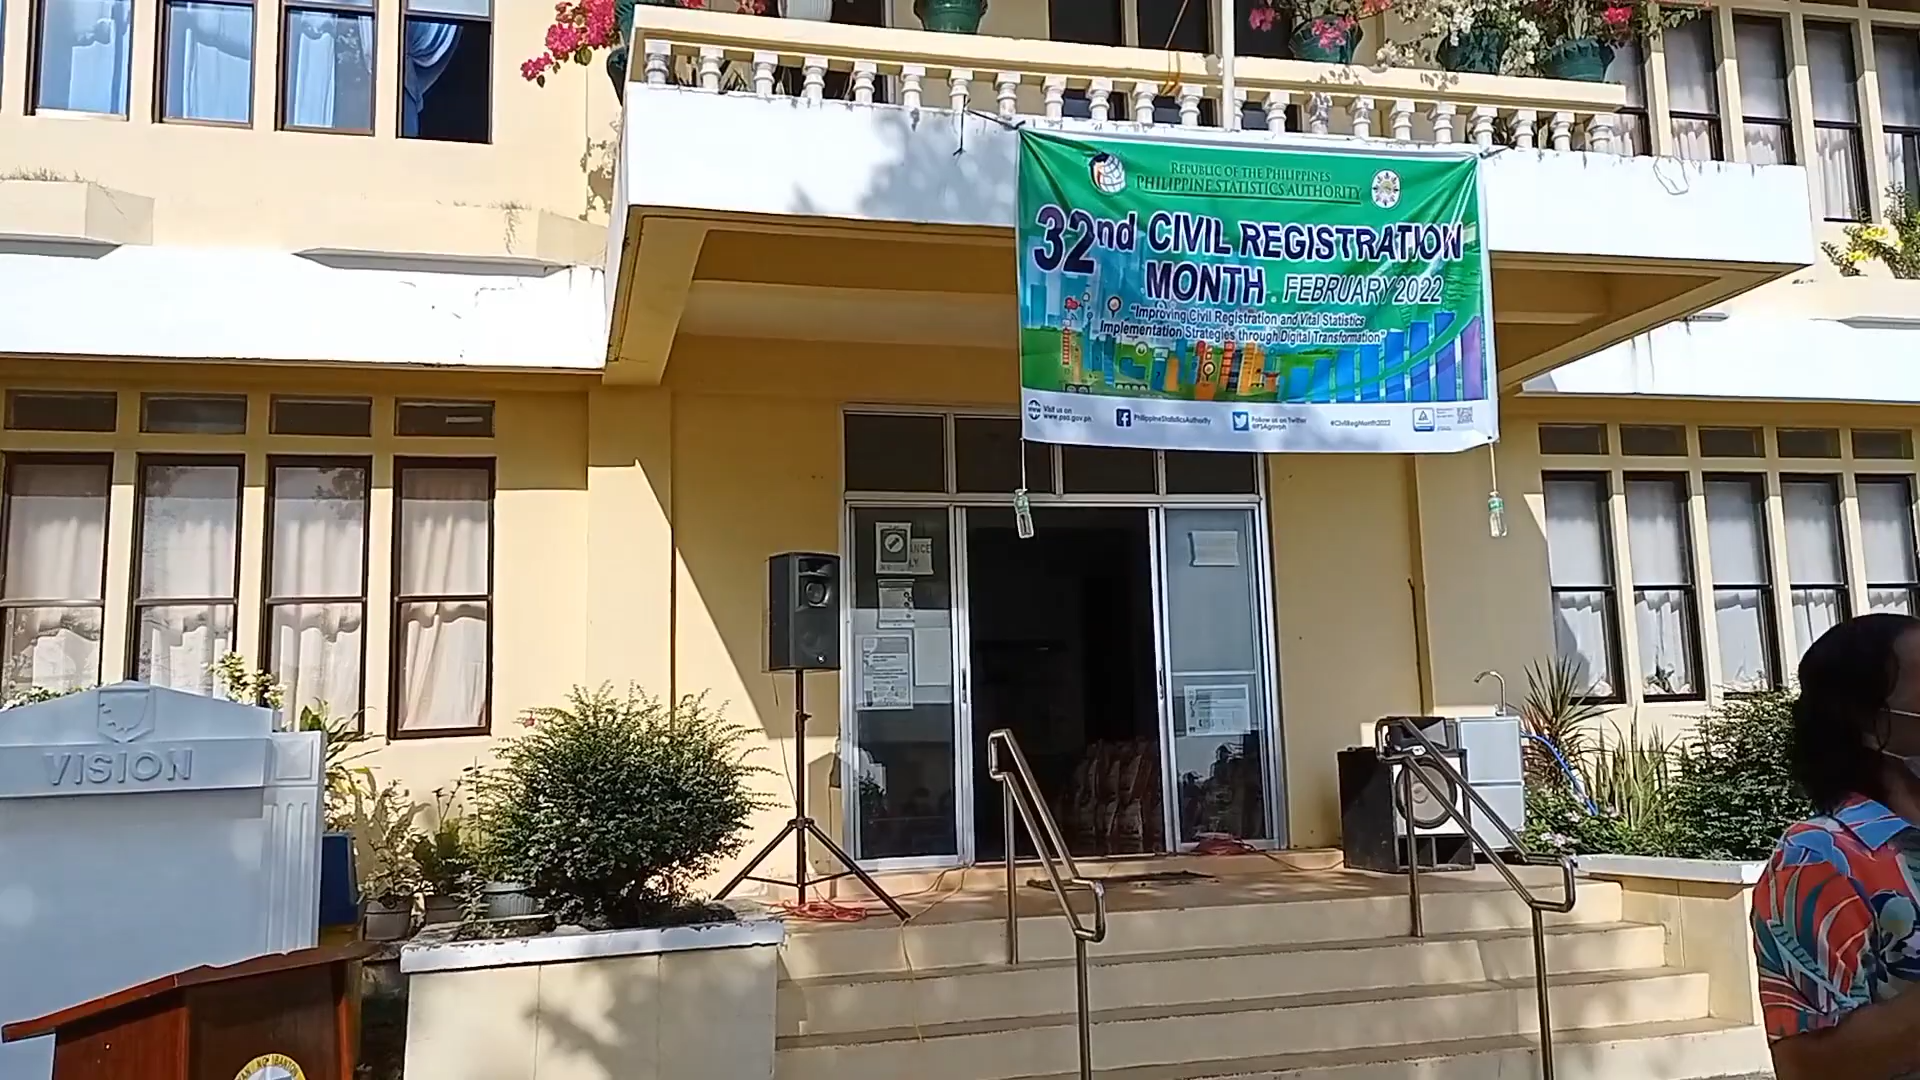 REPUBLIC OF THE PHILIPPINES
PHILIPPINE STATISTICS AUTHORITY
32nd CIVIL REGISTRATION
MONTH. FEBRUARY 2022
"Improving Civil Registration and Vital Statistics
Implementation Strategies through Digital Transformation"
Visit us on
www.psa.gov.ph
PhilippineStatisticsAuthority
Follow us on Twitter
@PSAgovph
#CivilRegMonth2022
VISION